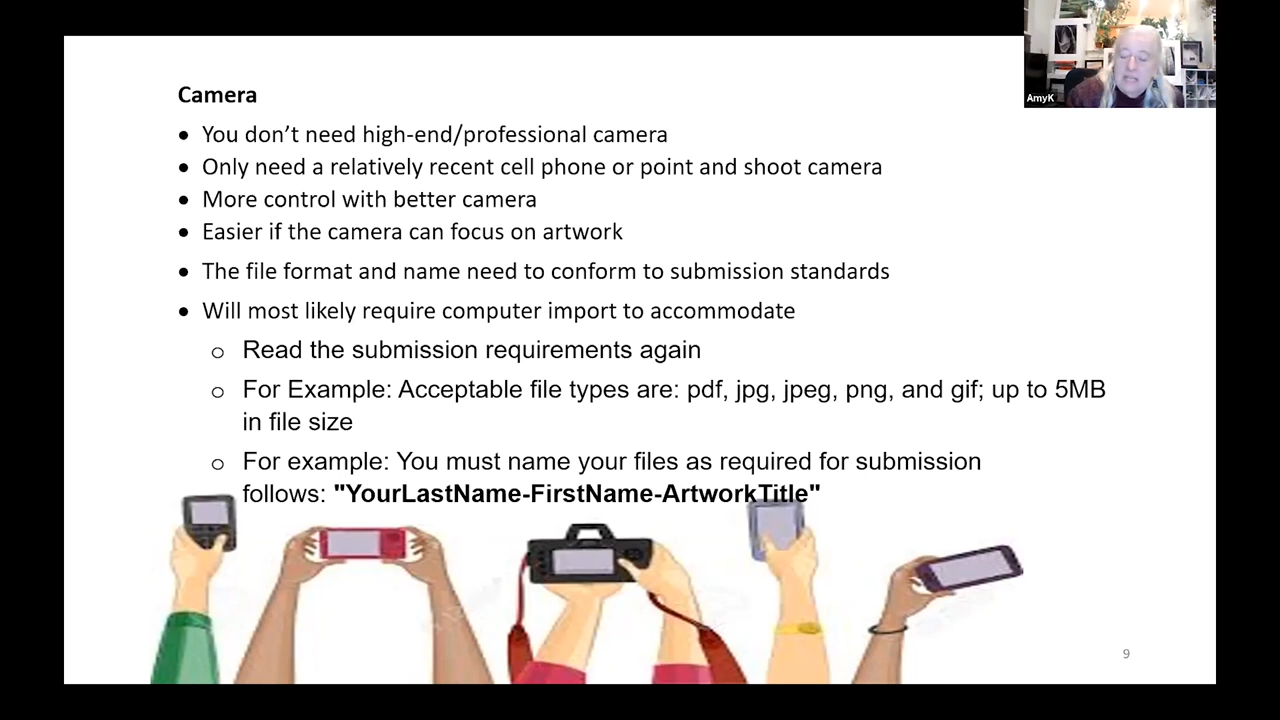 AmyK
Camera
• You don’t need high-end/professional camera
• Only need a relatively recent cell phone or point and shoot camera
• More control with better camera
• Easier if the camera can focus on artwork
• The file format and name need to conform to submission standards
• Will most likely require computer import to accommodate
o Read the submission requirements again
o For Example: Acceptable file types are: pdf, jpg, jpeg, png, and gif; up to 5MB
in file size
o For example: You must name your files as required for submission
follows: "YourLastName-FirstName-ArtworkTitle"
9